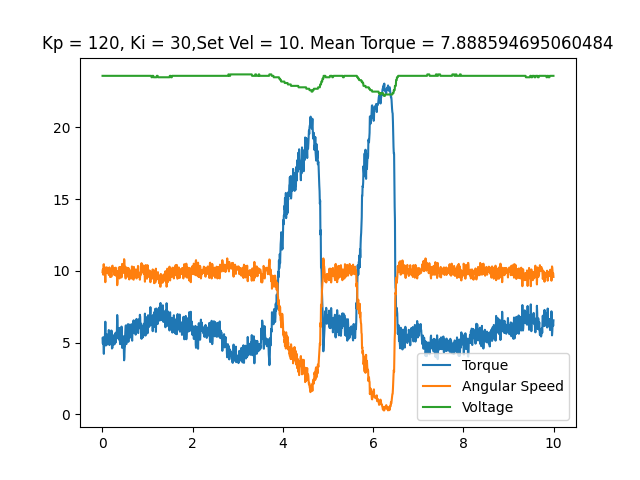 Kp = 120, Ki = 30,Set Vel = 10. Mean Torque = 7.888594695060484
20
15
10
5
0
0 2 4 6 8 10
Torque
Angular Speed
Voltage